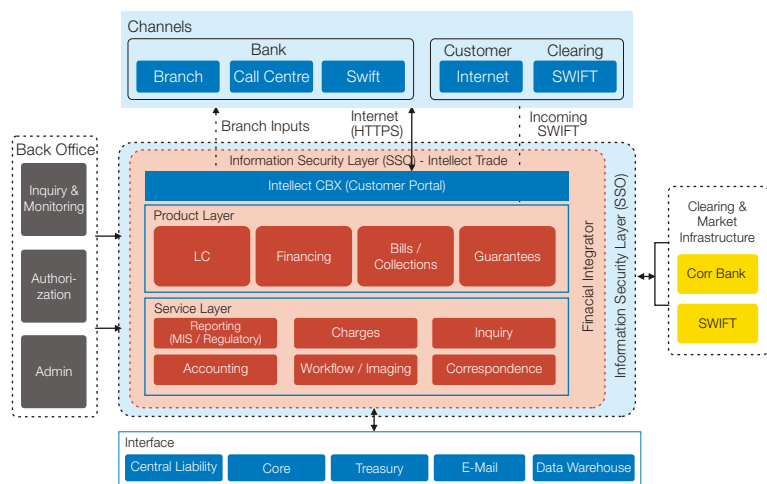 Channels
Bank
Branch
Call Centre
Swift
Customer
Clearing
Internet
SWIFT
Branch Inputs
Internet
(HTTPS)
Incoming
SWIFT
Back Office
Inquiry &
Monitoring
Authori-
zation
Admin
Information Security Layer (SSO) - Intellect Trade
Intellect CBX (Customer Portal)
Product Layer
LC
Financing
Bills /
Collections
Guarantees
Service Layer
Reporting
(MIS / Regulatory)
Charges
Inquiry
Accounting
Workflow / Imaging
Correspondence
Finacial Integrator
Information Security Layer (SSO)
Clearing &
Market
Infrastructure
Corr Bank
SWIFT
Interface
Central Liability
Core
Treasury
E-Mail
Data Warehouse